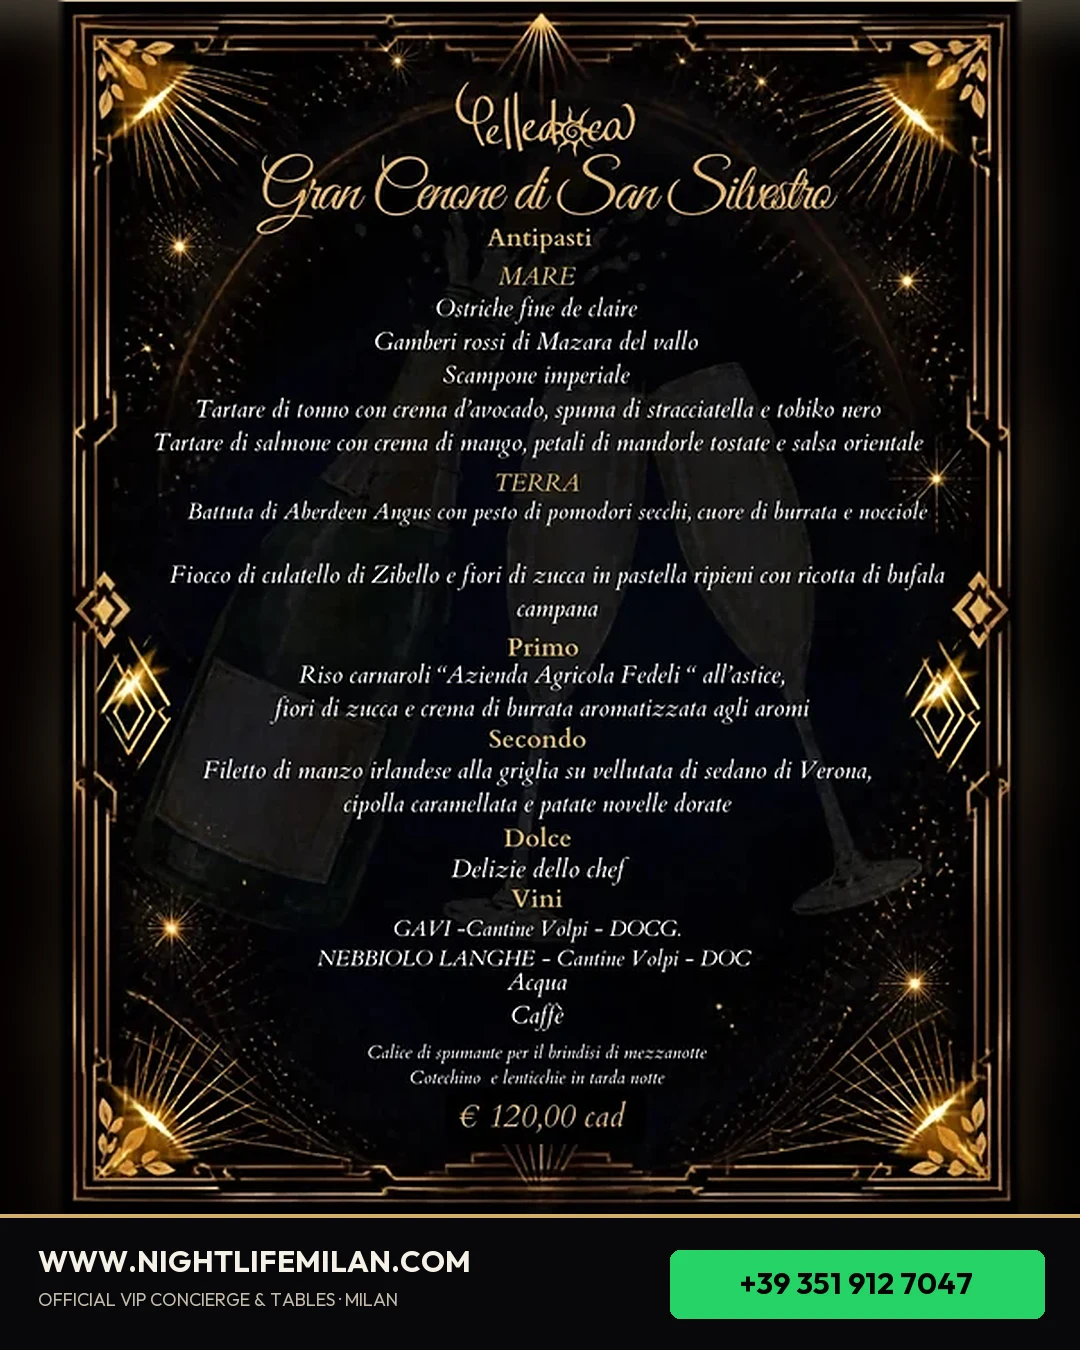 Pelledoca
Gran Cenone di San Silvestro
Antipasti
MARE
Ostriche fine de claire
Gamberi rossi di Mazara del vallo
Scampone imperiale
Tartare di tonno con crema d'avocado, spuma di stracciatella e tobiko nero
Tartare di salmone con crema di mango, petali di mandorle tostate e salsa orientale
TERRA
Battuta di Aberdeen Angus con pesto di pomodori secchi, cuore di burrata e nocciole
Fiocco di culatello di Zibello e fiori di zucca in pastella ripieni con ricotta di bufala
campana
Primo
Riso carnaroli “Azienda Agricola Fedeli “ all'astice,
fiori di zucca e crema di burrata aromatizzata agli aromi
Secondo
Filetto di manzo irlandese alla griglia su vellutata di sedano di Verona,
cipolla caramellata e patate novelle dorate
Dolce
Delizie dello chef
Vini
GAVI -Cantine Volpi - DOCG.
NEBBIOLO LANGHE - Cantine Volpi - DOC
Acqua
Caffè
Calice di spumante per il brindisi di mezzanotte
Cotechino e lenticchie in tarda notte
€ 120,00 cad
WWW.NIGHTLIFEMILAN.COM
OFFICIAL VIP CONCIERGE & TABLES · MILAN
+39 351 912 7047